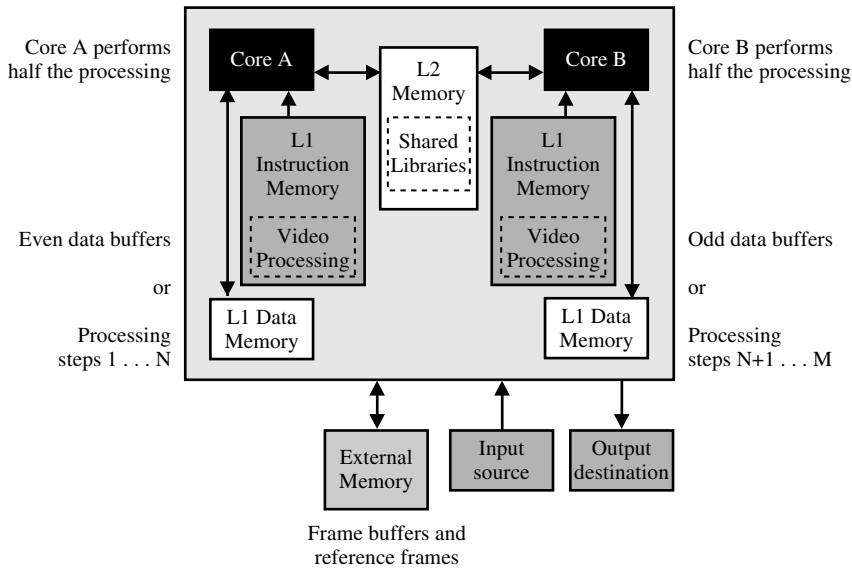 Core A performs
half the processing
Core A
L2
Memory
Shared
Libraries
Core B
Core B performs
half the processing
L1
Instruction
Memory
Video
Processing
L1
Instruction
Memory
Video
Processing
Even data buffers
or
Processing
steps 1 . . . N
L1 Data
Memory
L1 Data
Memory
Odd data buffers
or
Processing
steps N+1 . . . M
External
Memory
Input
source
Output
destination
Frame buffers and
reference frames